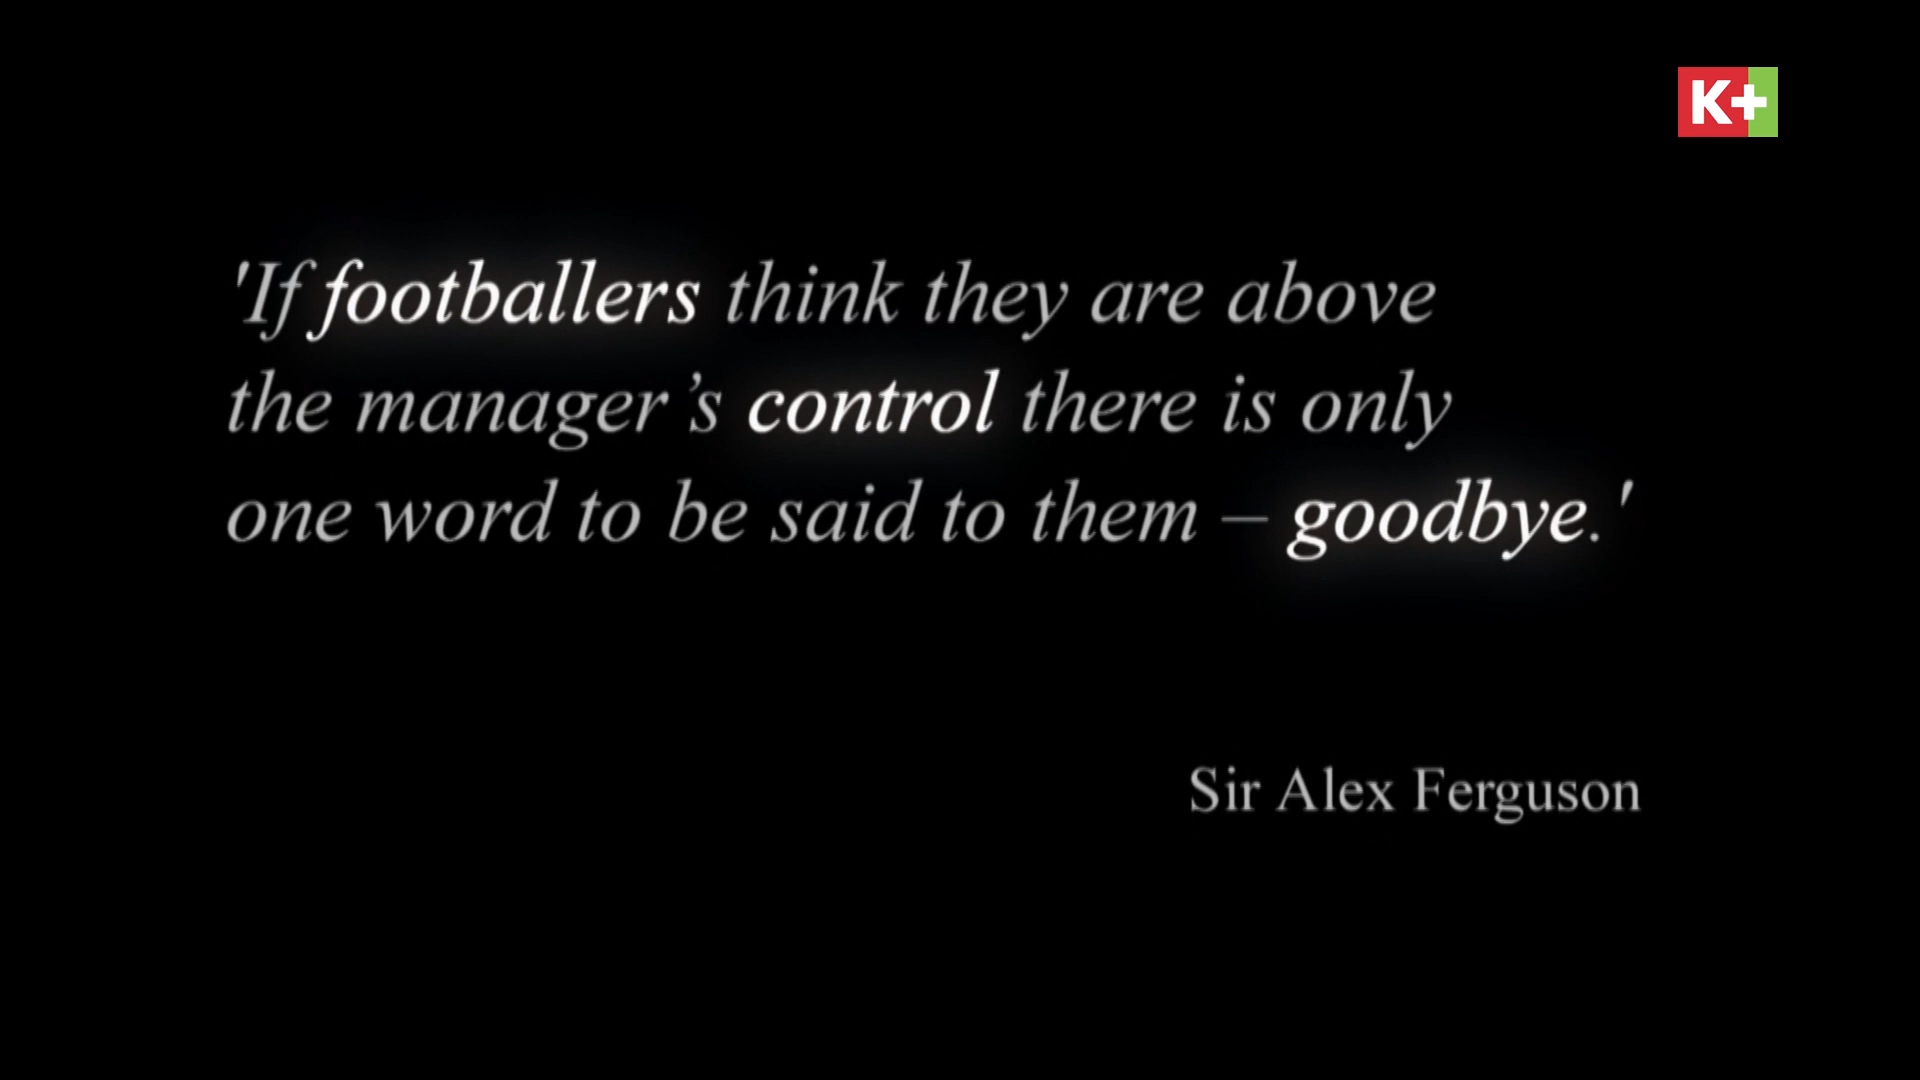 K+
'If footballers think they are above
the manager’s control there is only
one word to be said to them – goodbye.'
Sir Alex Ferguson